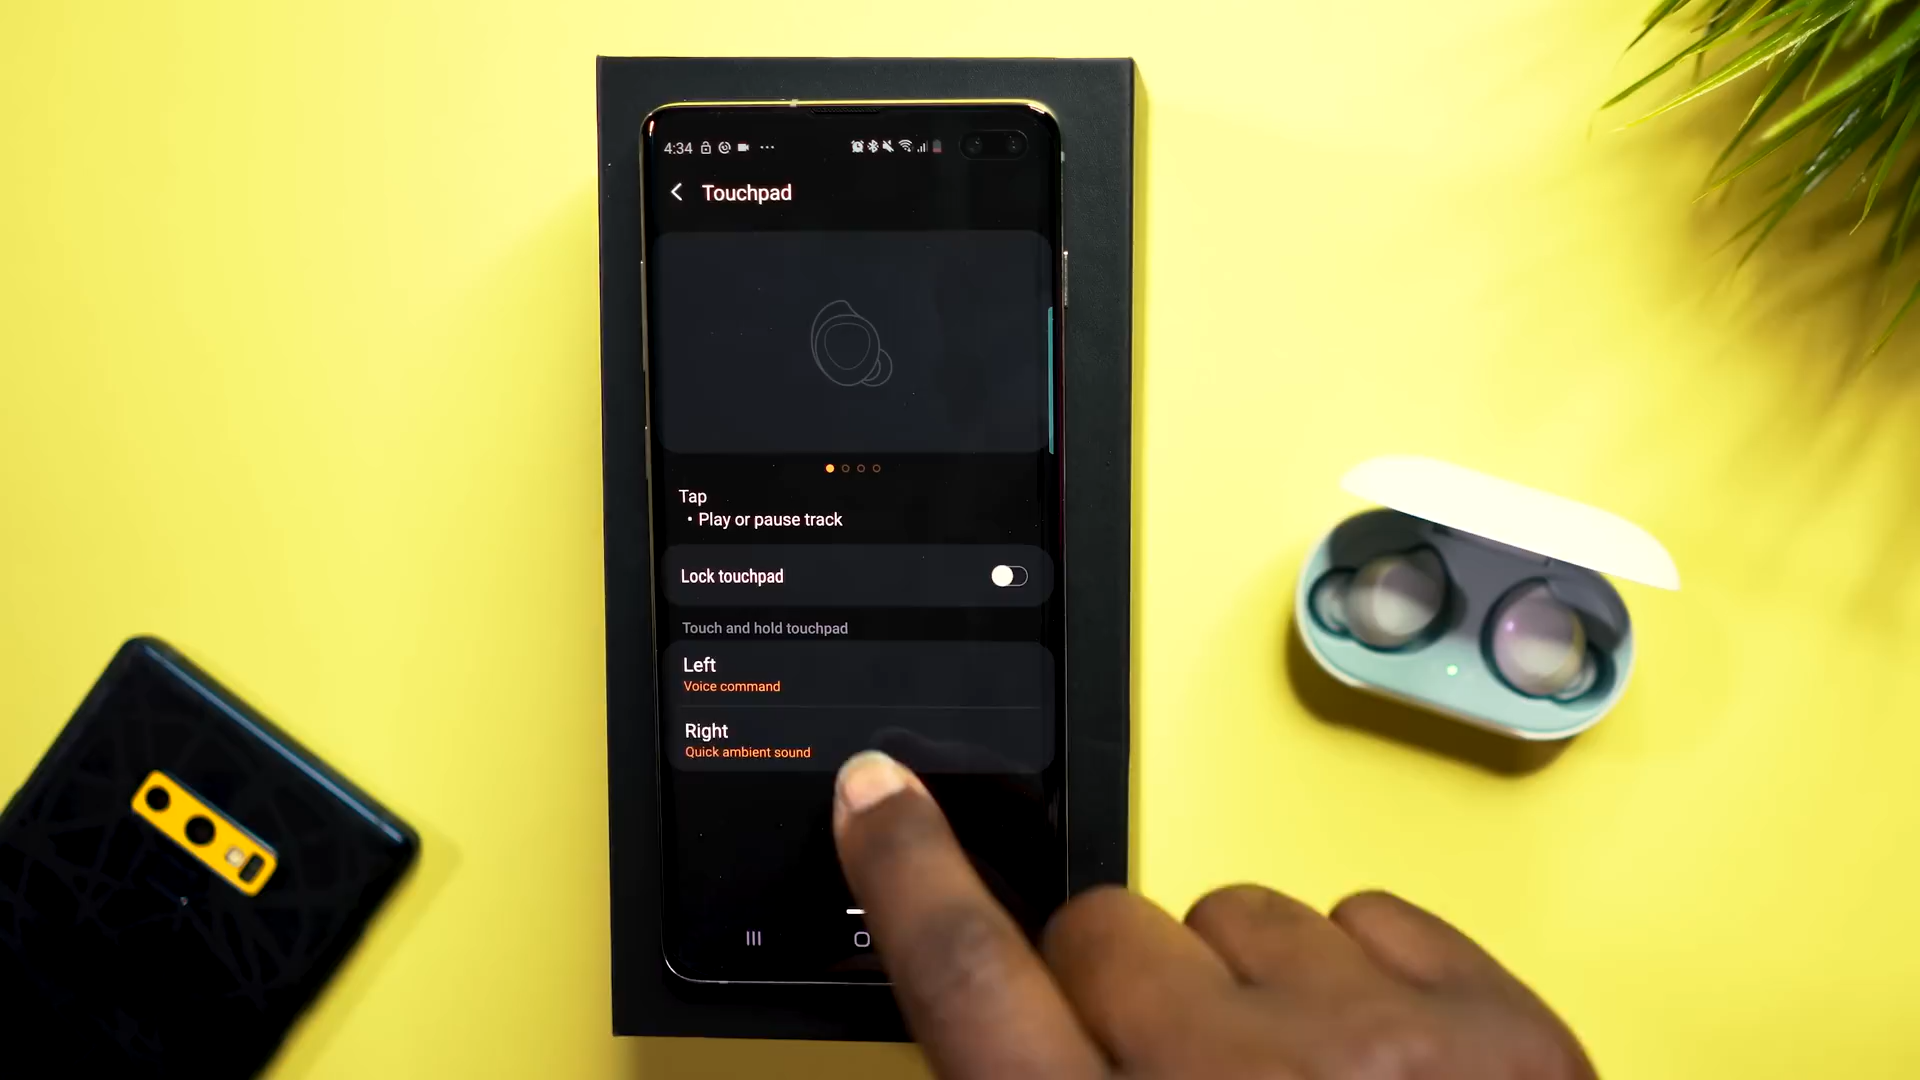 4:34
Touchpad
Tap
• Play or pause track
Lock touchpad
Touch and hold touchpad
Left
Voice command
Right
Quick ambient sound